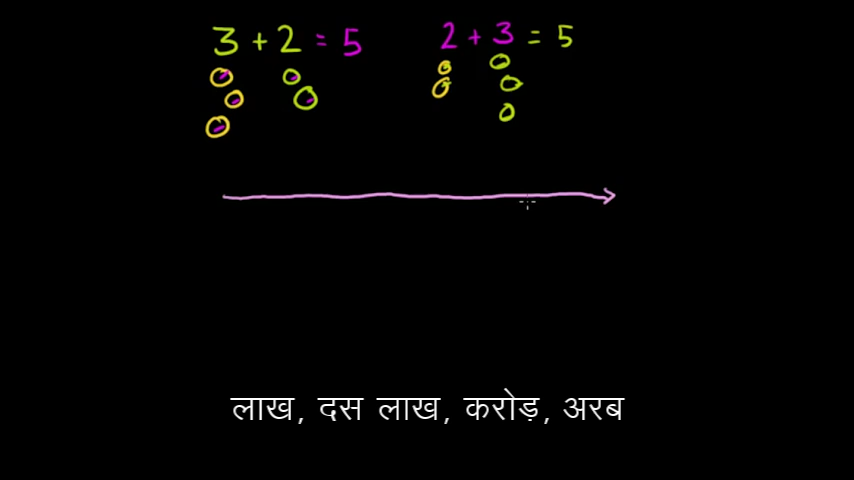 3 + 2 = 5 2 + 3 = 5
लाख, दस लाख, करोड़, अरब